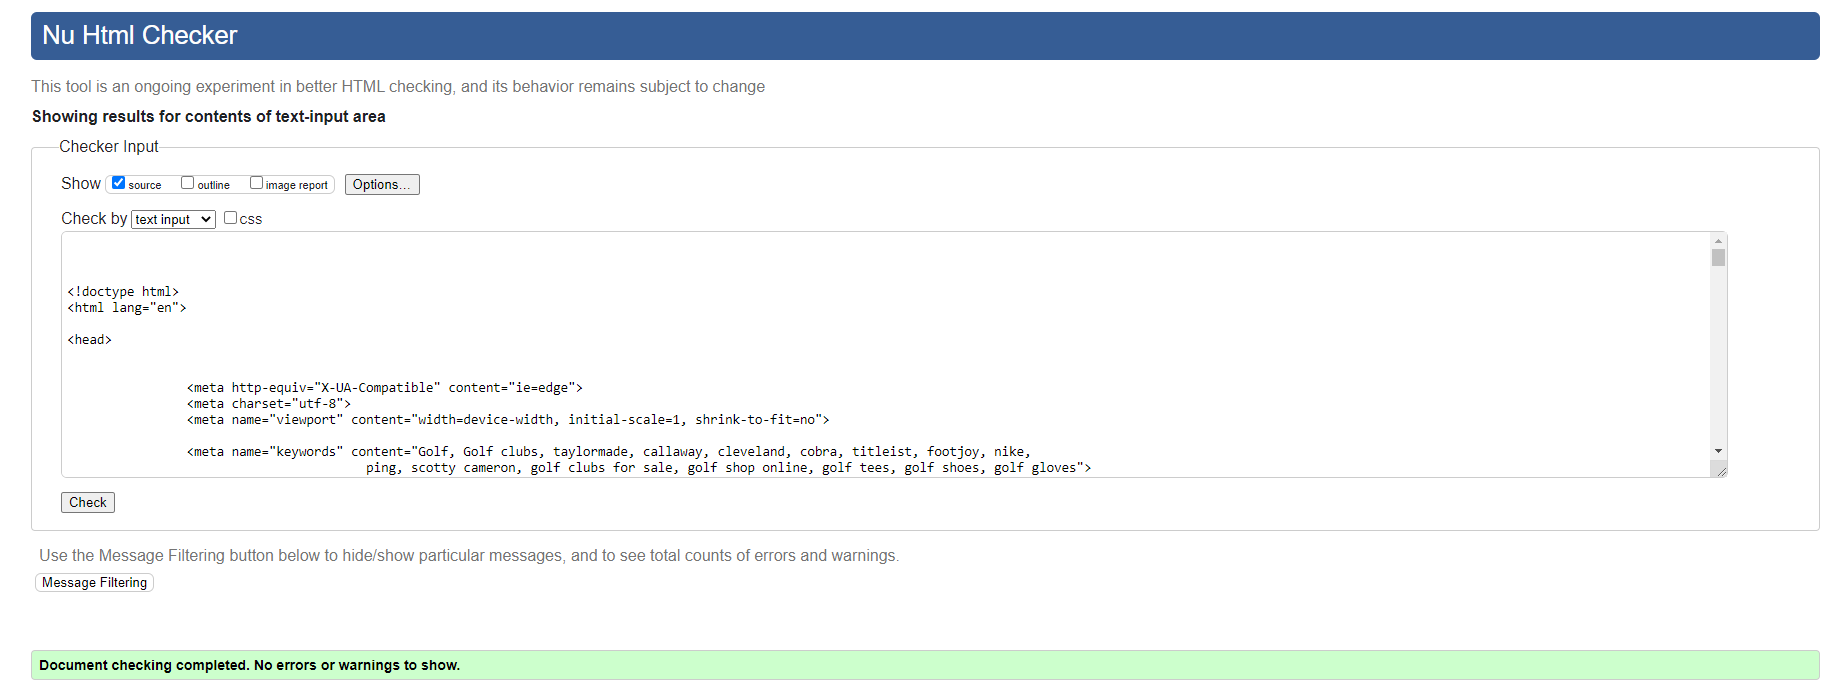 Nu Html Checker
This tool is an ongoing experiment in better HTML checking, and its behavior remains subject to change
Showing results for contents of text-input area
Checker Input
Show source outline image report Options...
Check by text input css
<!doctype html>
<html lang="en">
<head>
<meta http-equiv="X-UA-Compatible" content="ie=edge">
<meta charset="utf-8">
<meta name="viewport" content="width=device-width, initial-scale=1, shrink-to-fit=no">
<meta name="keywords" content="Golf, Golf clubs, taylormade, callaway, cleveland, cobra, titleist, footjoy, nike,
ping, scotty cameron, golf clubs for sale, golf shop online, golf tees, golf shoes, golf gloves">
Check
Use the Message Filtering button below to hide/show particular messages, and to see total counts of errors and warnings.
Message Filtering
Document checking completed. No errors or warnings to show.